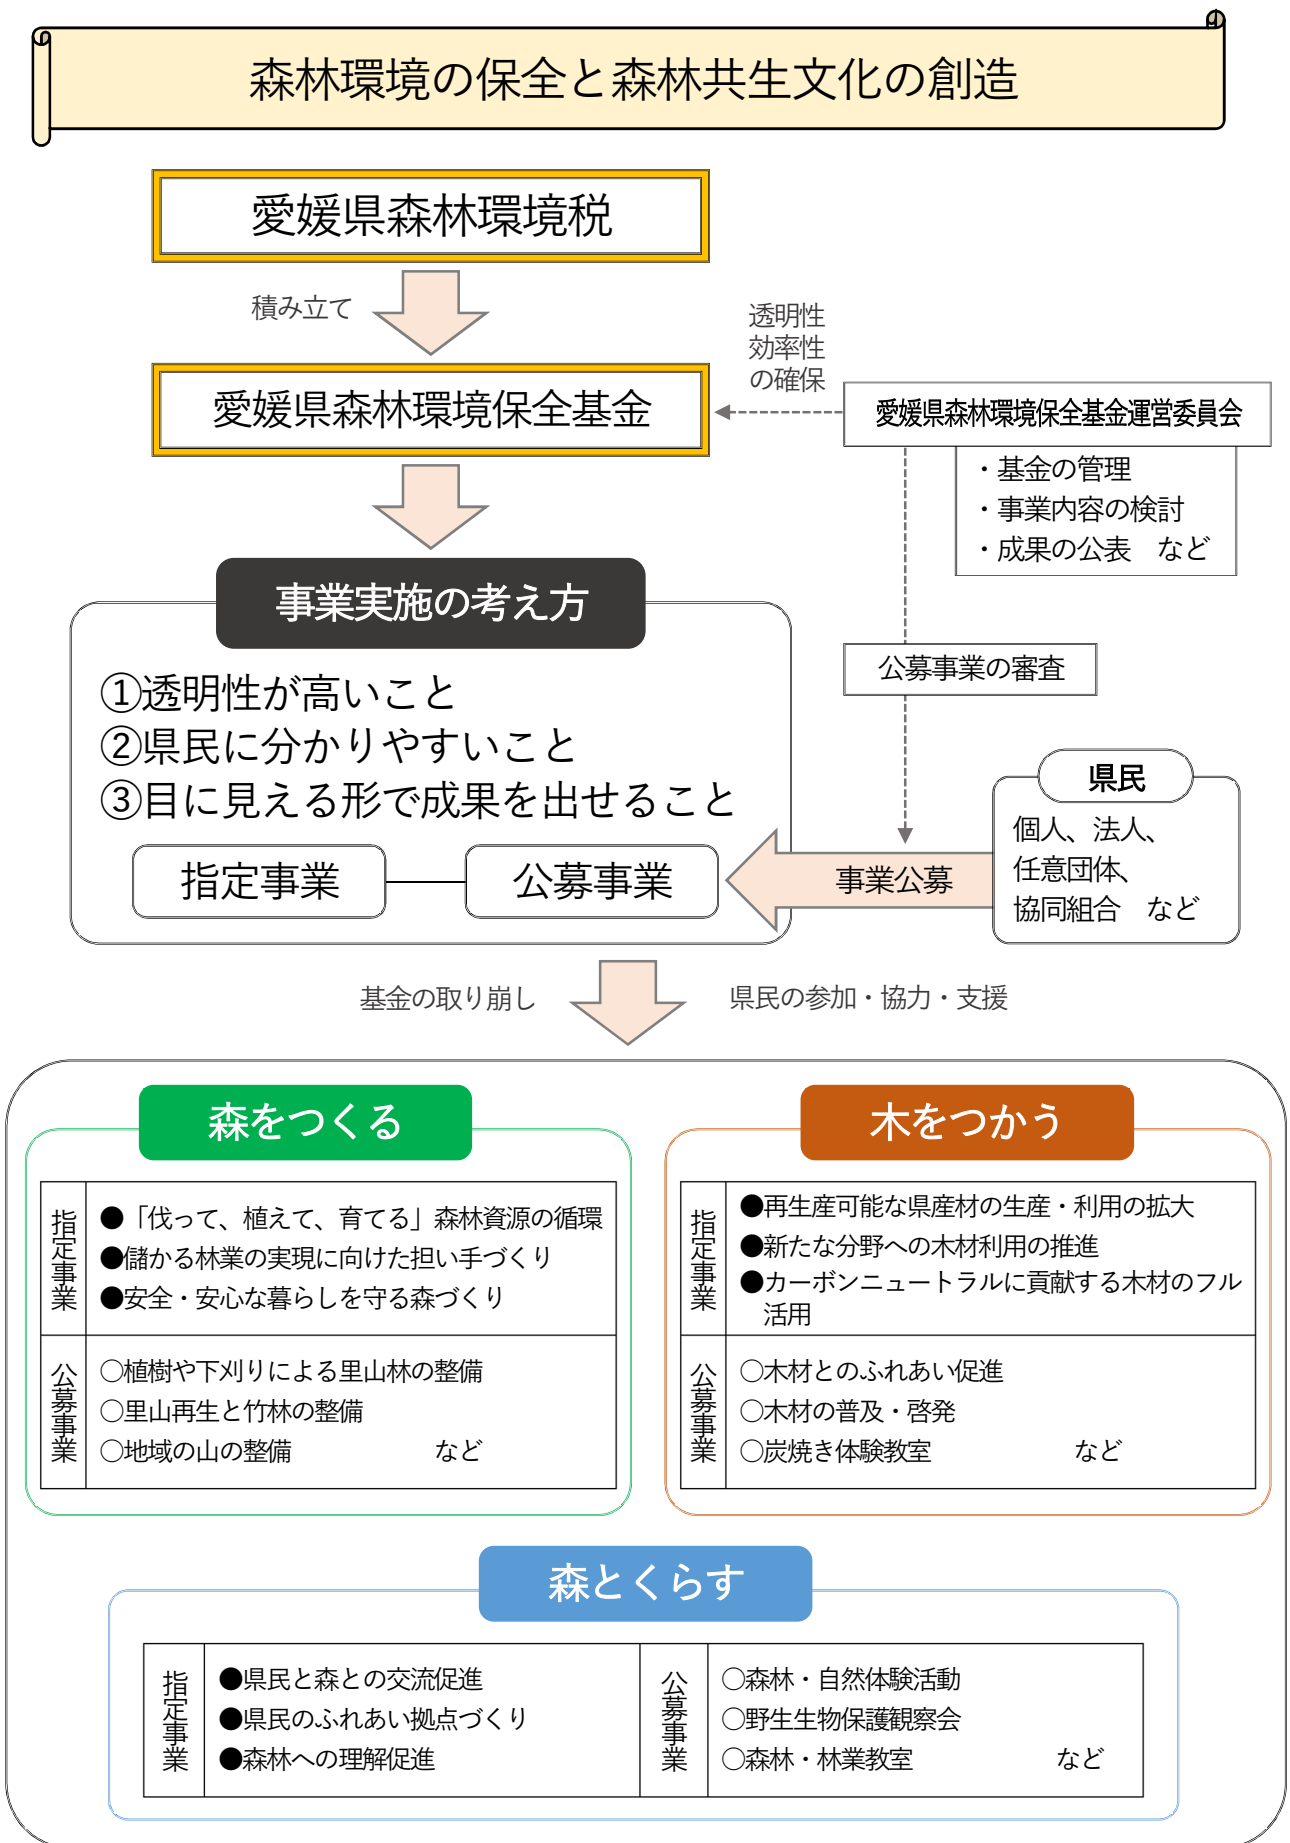 森林環境の保全と森林共生文化の創造
愛媛県森林環境税
積み立て
透明性
効率性
の確保
愛媛県森林環境保全基金
愛媛県森林環境保全基金運営委員会
・基金の管理
・事業内容の検討
・成果の公表　など
事業実施の考え方
①透明性が高いこと
②県民に分かりやすいこと
③目に見える形で成果を出せること
指定事業
公募事業
公募事業の審査
事業公募
県民
個人、法人、
任意団体、
協同組合　など
基金の取り崩し
県民の参加・協力・支援
森をつくる
指定事業
●「伐って、植えて、育てる」森林資源の循環
●儲かる林業の実現に向けた担い手づくり
●安全・安心な暮らしを守る森づくり
公募事業
○植樹や下刈りによる里山林の整備
○里山再生と竹林の整備
○地域の山の整備　　　　　　など
木をつかう
指定事業
●再生産可能な県産材の生産・利用の拡大
●新たな分野への木材利用の推進
●カーボンニュートラルに貢献する木材のフル
活用
公募事業
○木材とのふれあい促進
○木材の普及・啓発
○炭焼き体験教室　　　　　　など
森とくらす
指定事業
●県民と森との交流促進
●県民のふれあい拠点づくり
●森林への理解促進
公募事業
○森林・自然体験活動
○野生生物保護観察会
○森林・林業教室　　　　　　など